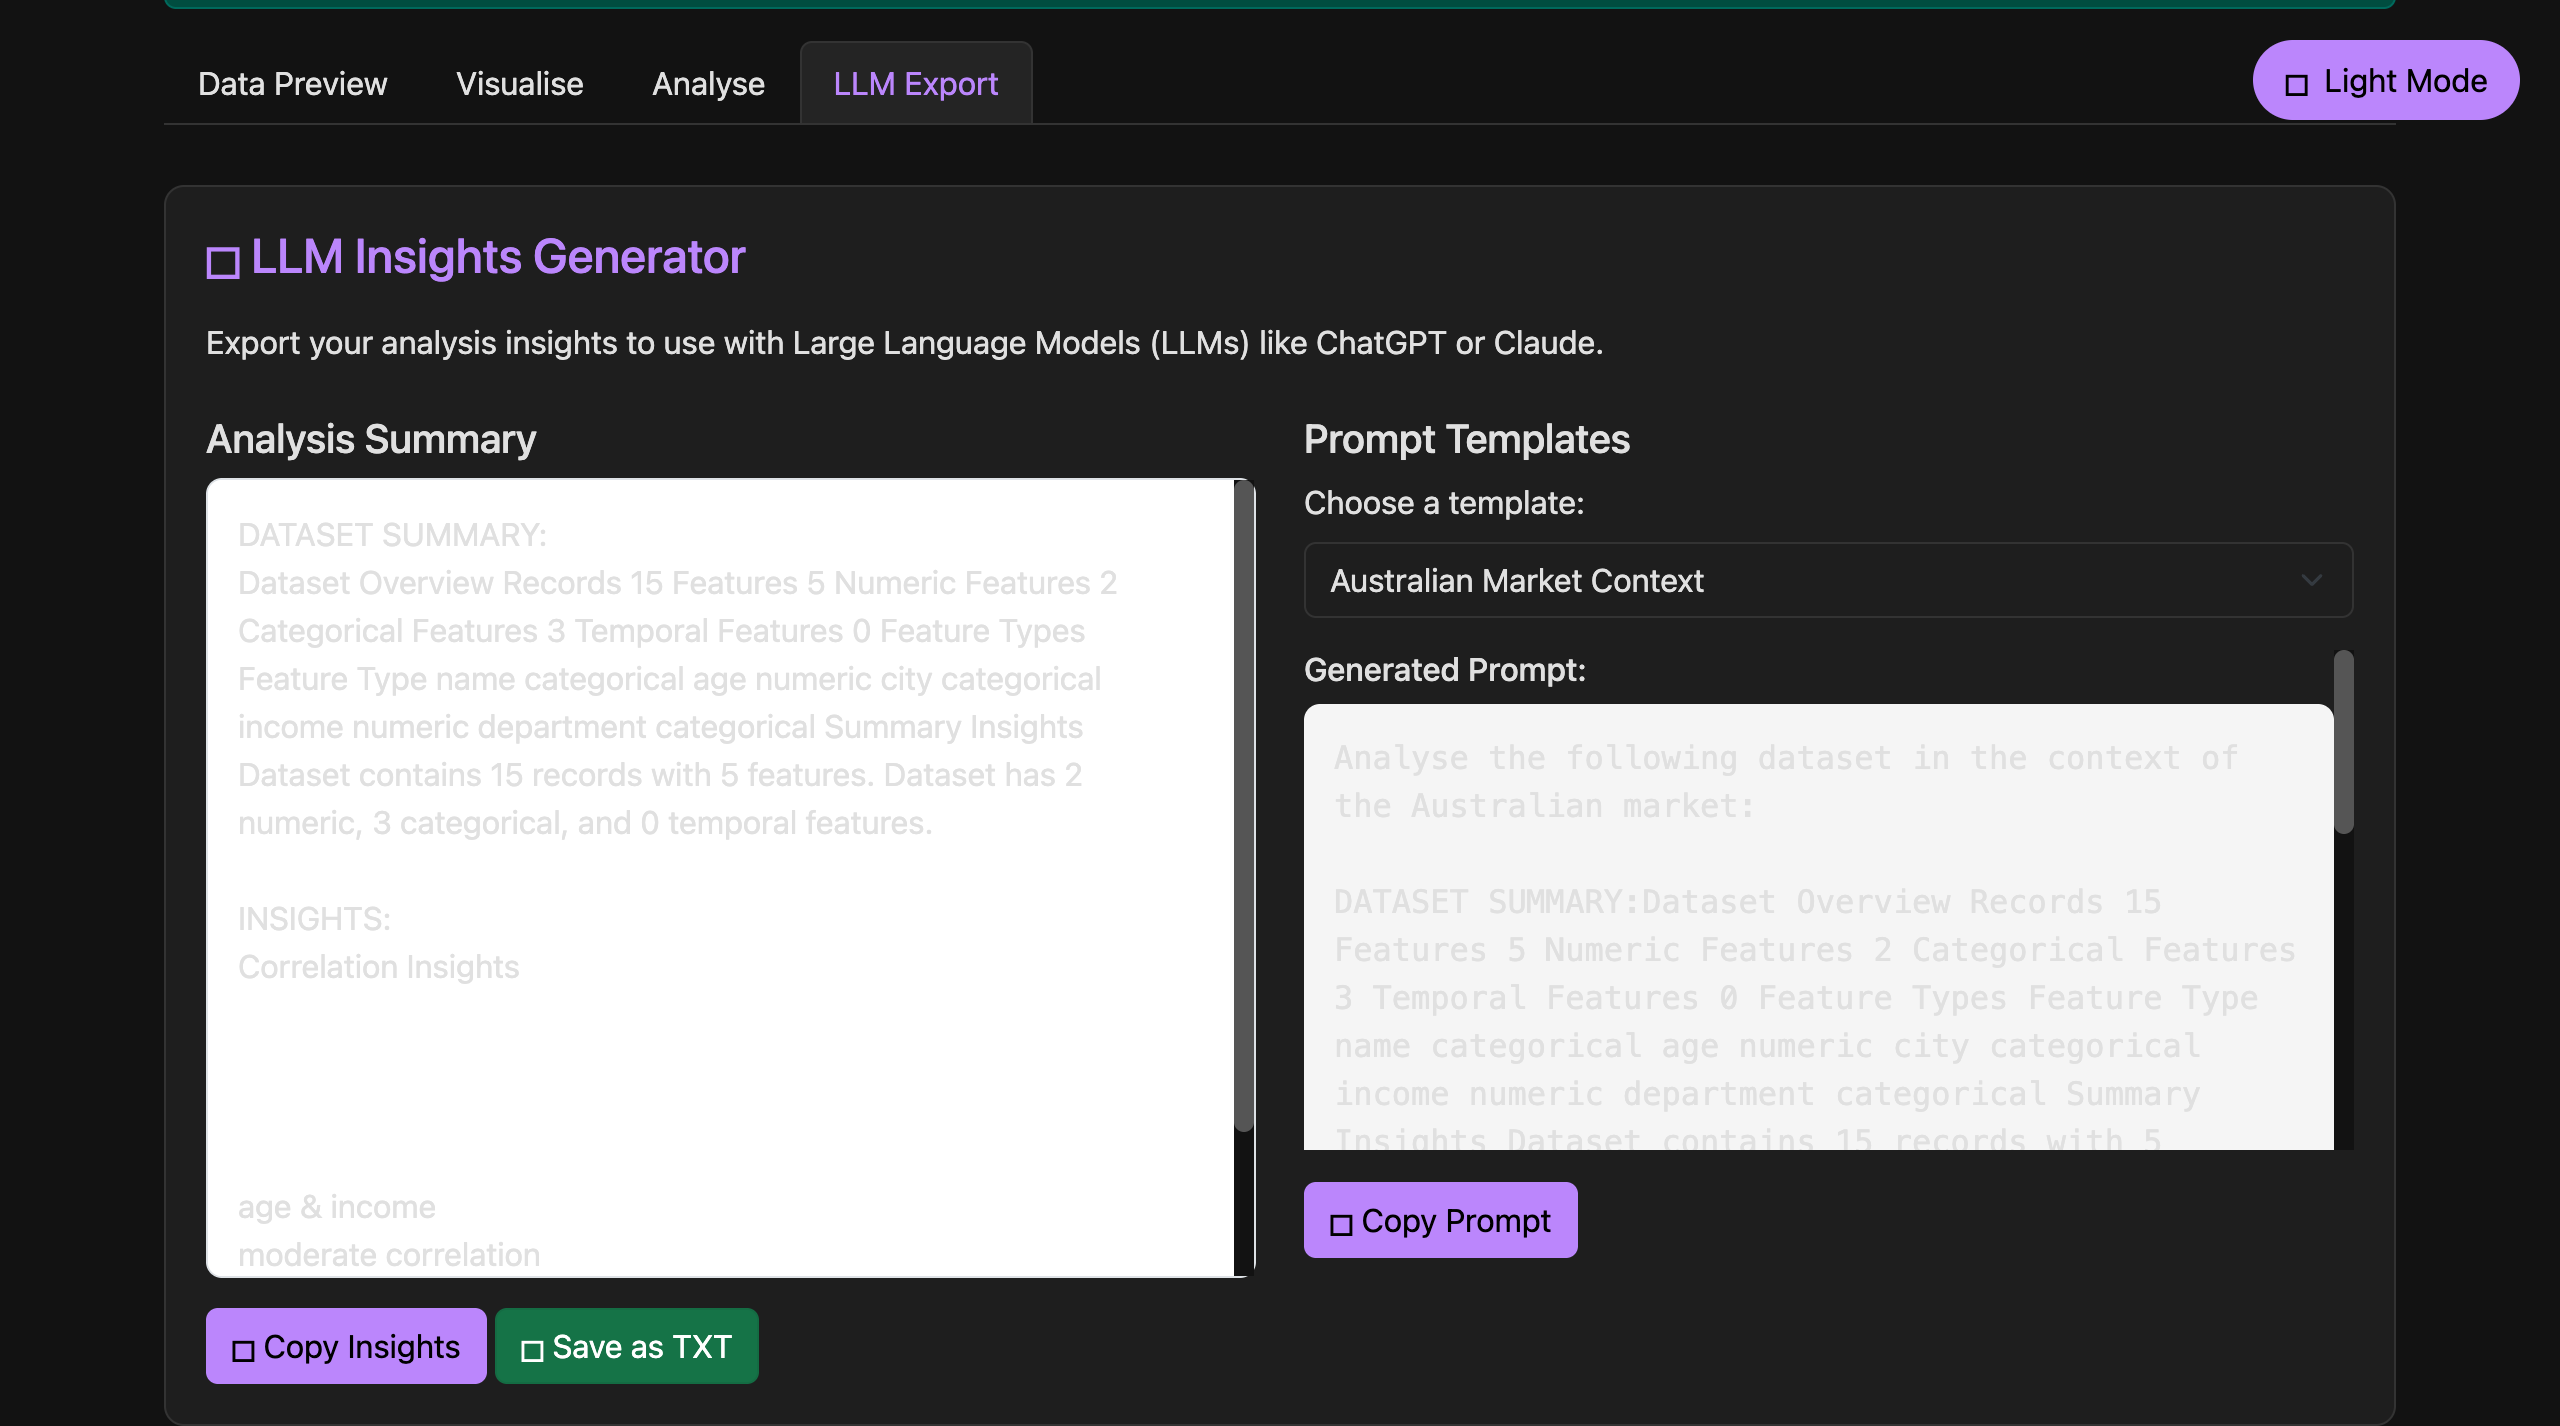 Data Preview
Visualise
Analyse
LLM Export
Light Mode
LLM Insights Generator
Export your analysis insights to use with Large Language Models (LLMs) like ChatGPT or Claude.
Analysis Summary
DATASET SUMMARY:
Dataset Overview Records 15 Features 5 Numeric Features 2
Categorical Features 3 Temporal Features 0 Feature Types
Feature Type name categorical age numeric city categorical
income numeric department categorical Summary Insights
Dataset contains 15 records with 5 features. Dataset has 2
numeric, 3 categorical, and 0 temporal features.
INSIGHTS:
Correlation Insights
age & income
moderate correlation
Copy Insights
Save as TXT
Prompt Templates
Choose a template:
Australian Market Context
Generated Prompt:
Analyse the following dataset in the context of
the Australian market:
DATASET SUMMARY:Dataset Overview Records 15
Features 5 Numeric Features 2 Categorical Features
3 Temporal Features 0 Feature Types Feature Type
name categorical age numeric city categorical
income numeric department categorical Summary
Insights Dataset contains 15 records with 5
Copy Prompt